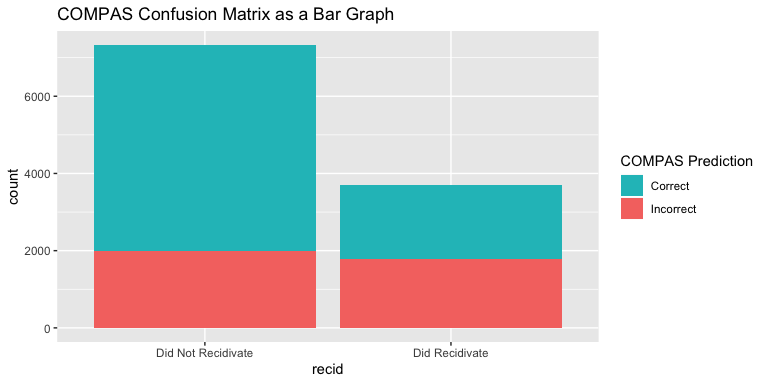 COMPAS Confusion Matrix as a Bar Graph
6000
4000
2000
0
count
Did Not Recidivate
Did Recidivate
recid
COMPAS Prediction
Correct
Incorrect